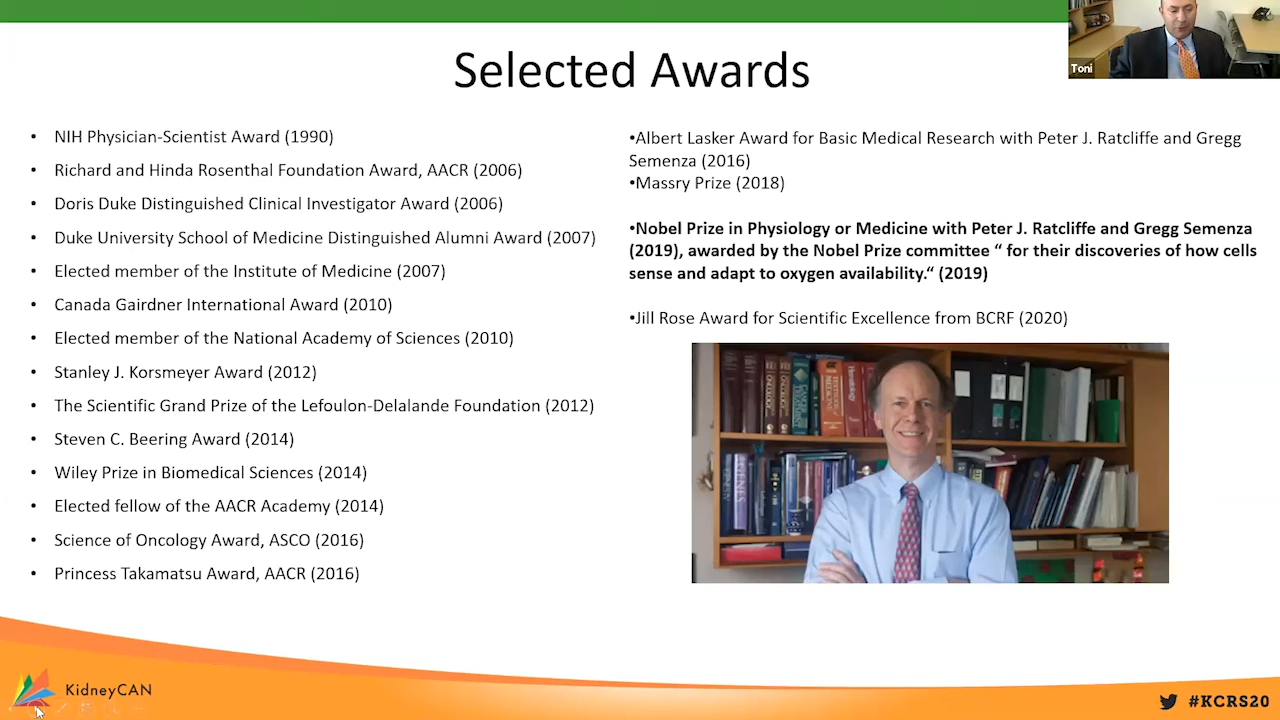 Toni
Selected Awards
• NIH Physician-Scientist Award (1990)
• Richard and Hinda Rosenthal Foundation Award, AACR (2006)
• Doris Duke Distinguished Clinical Investigator Award (2006)
• Duke University School of Medicine Distinguished Alumni Award (2007)
• Elected member of the Institute of Medicine (2007)
• Canada Gairdner International Award (2010)
• Elected member of the National Academy of Sciences (2010)
• Stanley J. Korsmeyer Award (2012)
• The Scientific Grand Prize of the Lefoulon-Delalande Foundation (2012)
• Steven C. Beering Award (2014)
• Wiley Prize in Biomedical Sciences (2014)
• Elected fellow of the AACR Academy (2014)
• Science of Oncology Award, ASCO (2016)
• Princess Takamatsu Award, AACR (2016)
•Albert Lasker Award for Basic Medical Research with Peter J. Ratcliffe and Gregg
Semenza (2016)
•Massry Prize (2018)
•Nobel Prize in Physiology or Medicine with Peter J. Ratcliffe and Gregg Semenza
(2019), awarded by the Nobel Prize committee “ for their discoveries of how cells
sense and adapt to oxygen availability.“ (2019)
•Jill Rose Award for Scientific Excellence from BCRF (2020)
KidneyCAN
#KCRS20